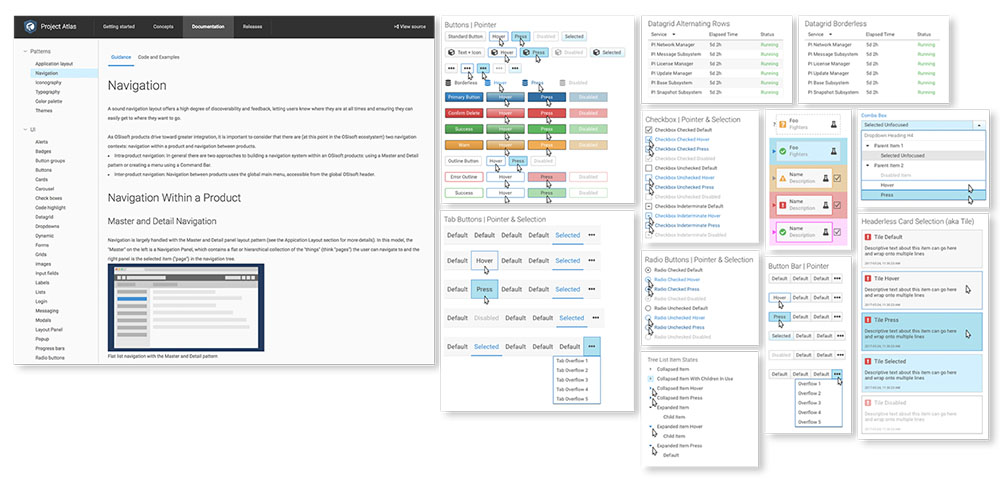 Project Atlas
Getting started
Concepts
Documentation
Releases
View source
Patterns
Application layout
Navigation
Iconography
Typography
Color palette
Themes
UI
Alerts
Badges
Button groups
Buttons
Cards
Carousel
Check boxes
Code highlight
Datagrid
Dropdowns
Dynamic
Forms
Grids
Images
Input fields
Labels
Lists
Login
Messaging
Modals
Layout Panel
Popup
Progress bars
Radio buttons
Guidance
Code and Examples
Navigation
A sound navigation layout offers a high degree of discoverability and feedback, letting users know where they are at all times and ensuring they can
easily get to where they want to go.
As OSIsoft products drive toward greater integration, it is important to consider that there are (at this point in the OSIsoft ecosystem) two navigation
contexts: navigation within a product and navigation between products.
• Intra-product navigation: In general there are two approaches to building a navigation system within an OSIsoft products: using a Master and Detail
pattern or creating a menu using a Command Bar.
• Inter-product navigation: Navigation between products uses the global main menu, accessible from the global OSIsoft header.
Navigation Within a Product
Master and Detail Navigation
Navigation is largely handled with the Master and Detail panel layout pattern (see the Application Layout section for more details). In this model, the
"Master" on the left is a Navigation Panel, which contains a flat or hierarchical collection of the "things" (think "pages") the user can navigate to and the
right panel is the selected item ("page") in the navigation tree.
Flat list navigation with the Master and Detail pattern
Buttons | Pointer
Standard Button Hover Press Disabled Selected
Text + Icon Hover Press Disabled Selected
••• ••• ••• ••• •••
Borderless Hover Press Disabled
Primary Button Hover Press Disabled
Confirm Delete Hover Press Disabled
Success Hover Press Disabled
Warn Hover Press Disabled
Outline Button Hover Press Disabled
Error Outline Hover Press Disabled
Success Hover Press Disabled
Tab Buttons | Pointer & Selection
Default Default Default Default Selected •••
Default Hover Default Default Selected •••
Default Press Default Default Selected •••
Default Disabled Default Default Selected •••
Default Selected Default Default Default •••
Tab Overflow 1
Tab Overflow 2
Tab Overflow 3
Tab Overflow 4
Tab Overflow 5
Datagrid Alternating Rows
Service Elapsed Time Status
PI Network Manager 5d 2h Running
PI Message Subsystem 5d 2h Running
PI License Manager 5d 2h Running
PI Update Manager 5d 2h Running
PI Base Subsystem 5d 2h Running
PI Snapshot Subsystem 5d 2h Running
Datagrid Borderless
Service Elapsed Time Status
PI Network Manager 5d 2h Running
PI Message Subsystem 5d 2h Running
PI License Manager 5d 2h Running
PI Update Manager 5d 2h Running
PI Base Subsystem 5d 2h Running
PI Snapshot Subsystem 5d 2h Running
Checkbox | Pointer & Selection
Checkbox Checked Default
Checkbox Checked Hover
Checkbox Checked Press
Checkbox Checked Disabled
Checkbox Unchecked Default
Checkbox Unchecked Hover
Checkbox Unchecked Press
Checkbox Unchecked Disabled
Checkbox Indeterminate Default
Checkbox Indeterminate Hover
Checkbox Indeterminate Press
Checkbox Indeterminate Disabled
Foo
Fighters
Foo
Fighters
Name
Description
Name
Description
Name
Description
Combo Box
Selected Unfocused
Dropdown Heading H4
Parent Item 1
Selected Unfocused
Disabled Item
Parent Item 2
Hover
Press
Radio Buttons | Pointer & Selection
Radio Checked Default
Radio Checked Hover
Radio Checked Press
Radio Checked Disabled
Radio Unchecked Default
Radio Unchecked Hover
Radio Unchecked Press
Radio Unchecked Disabled
Tree List Item States
Collapsed Item
Collapsed Item With Children In Use
Collapsed Item Hover
Collapsed Item Press
Expanded Item
Child Item
Expanded Item Hover
Child Item
Expanded Item Press
Default
Button Bar | Pointer
Default Default Default •••
Hover Default Default •••
Press Default Default •••
Selected Default Default •••
Disabled Default Default •••
Default Default Default •••
Overflow 1
Overflow 2
Overflow 3
Overflow 4
Overflow 5
Headerless Card Selection (aka Tile)
Tile Default
Descriptive text about this item can go here
and wrap onto multiple lines
Tile Hover
Descriptive text about this item can go here
and wrap onto multiple lines
Tile Press
Descriptive text about this item can go here
and wrap onto multiple lines
Tile Selected
Descriptive text about this item can go here
and wrap onto multiple lines
Tile Disabled
Descriptive text about this item can go here
and wrap onto multiple lines